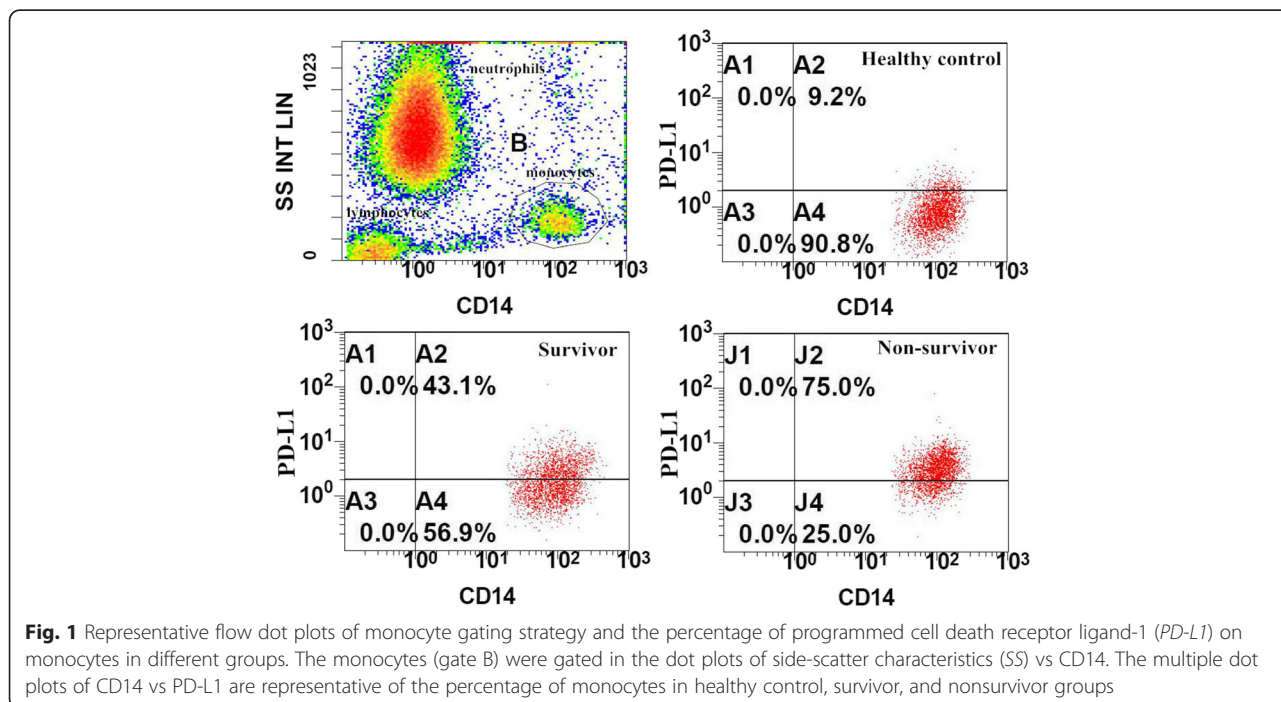 1023
SS INT LIN
0
neutrophils
B
monocytes
lymphocytes
10⁰ 10¹ 10² 10³
CD14
10³
10²
10¹
10⁰
PD-L1
A1 A2 Healthy control
0.0% 9.2%
A3 A4
0.0% 90.8%
10⁰ 10¹ 10² 10³
CD14
10³
10²
10¹
10⁰
PD-L1
A1 A2 Survivor
0.0% 43.1%
A3 A4
0.0% 56.9%
10⁰ 10¹ 10² 10³
CD14
10³
10²
10¹
10⁰
PD-L1
J1 J2 Non-survivor
0.0% 75.0%
J3 J4
0.0% 25.0%
10⁰ 10¹ 10² 10³
CD14
Fig. 1 Representative flow dot plots of monocyte gating strategy and the percentage of programmed cell death receptor ligand-1 (PD-L1) on
monocytes in different groups. The monocytes (gate B) were gated in the dot plots of side-scatter characteristics (SS) vs CD14. The multiple dot
plots of CD14 vs PD-L1 are representative of the percentage of monocytes in healthy control, survivor, and nonsurvivor groups